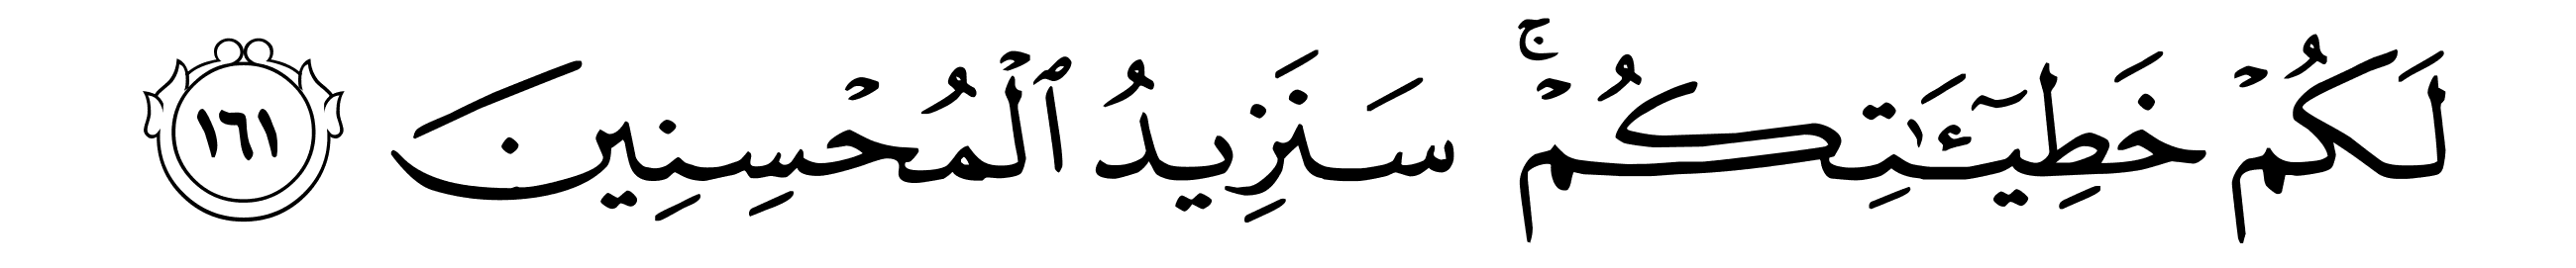 لَكُمْ خَطِيٓـَٰٔتِكُمْ ۚ سَنَزِيدُ ٱلْمُحْسِنِينَ ١٦١